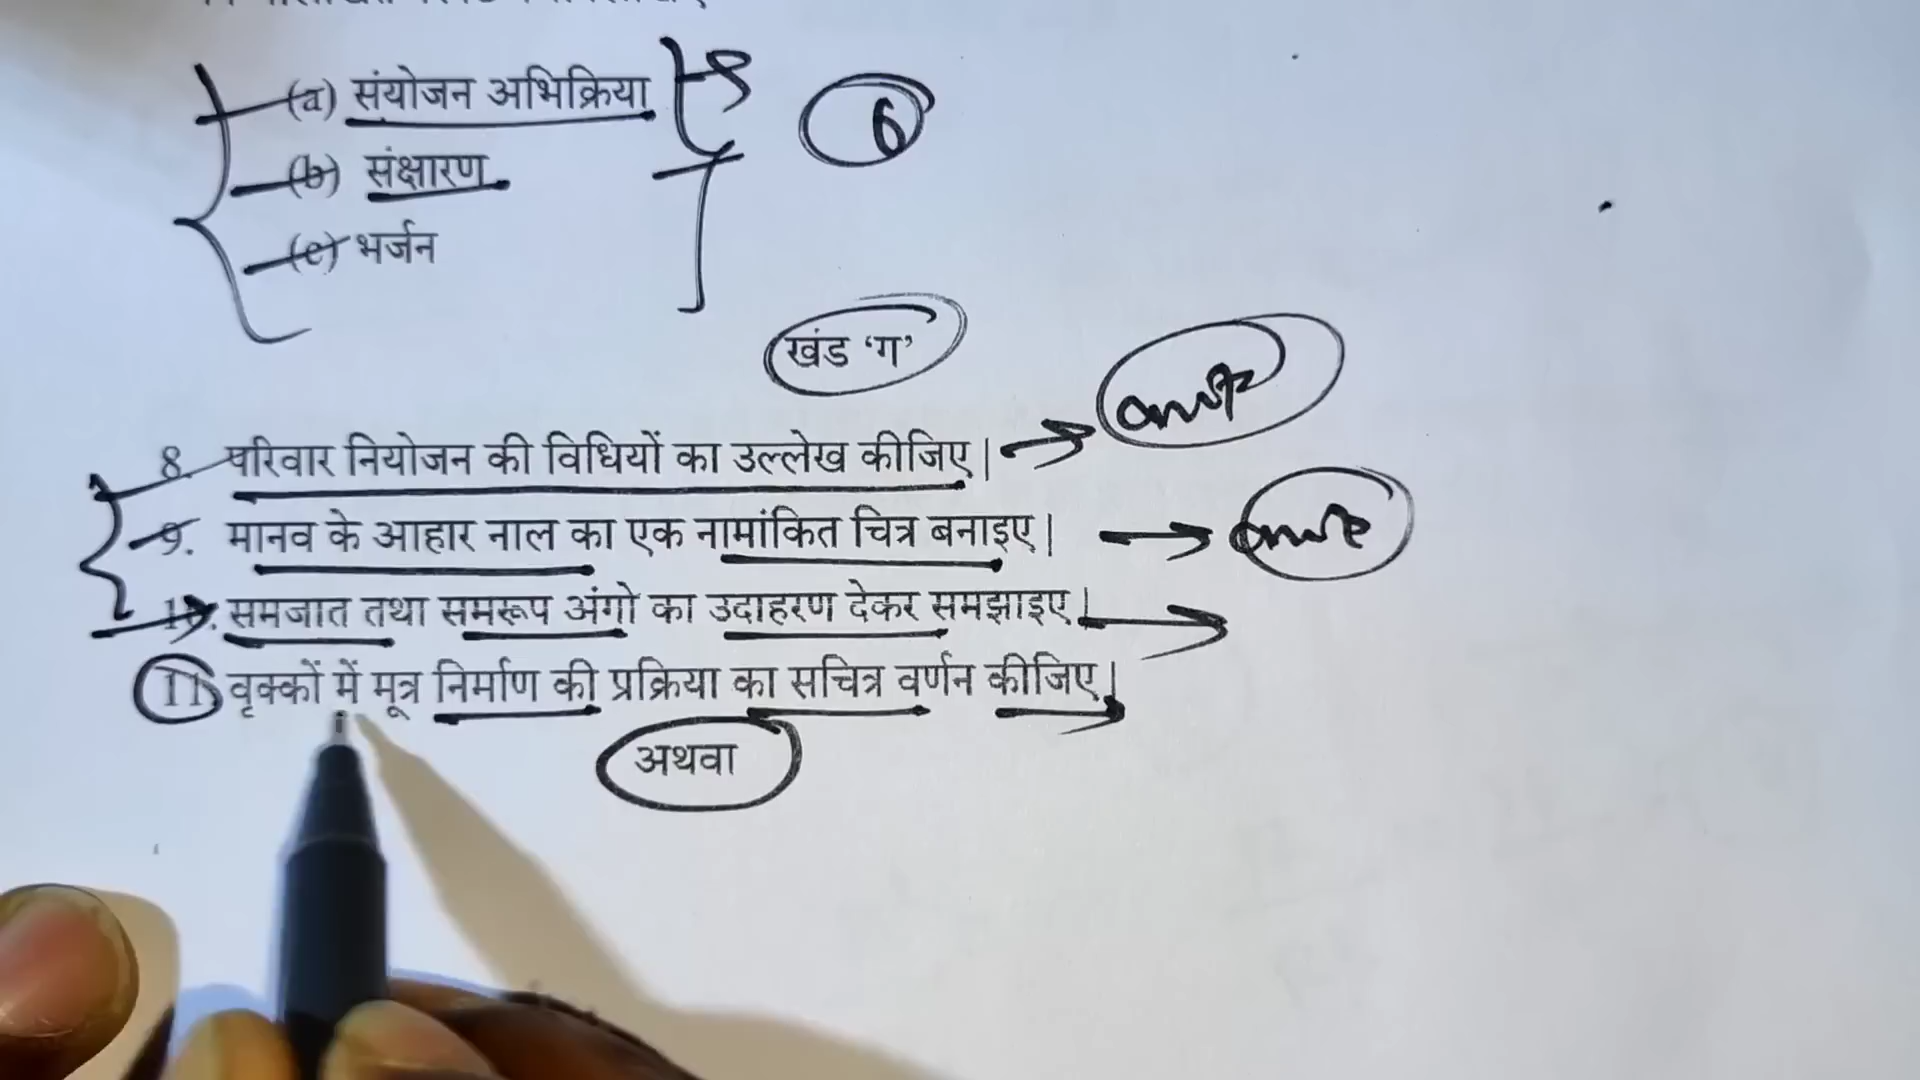 (a) संयोजन अभिक्रिया
6
(b) संक्षारण
(c) भर्जन
खंड ‘ग’
8. परिवार नियोजन की विधियों का उल्लेख कीजिए|
9. मानव के आहार नाल का एक नामांकित चित्र बनाइए|
10. समजात तथा समरूप अंगो का उदाहरण देकर समझाइए|
11 वृक्कों में मूत्र निर्माण की प्रक्रिया का सचित्र वर्णन कीजिए|
अथवा